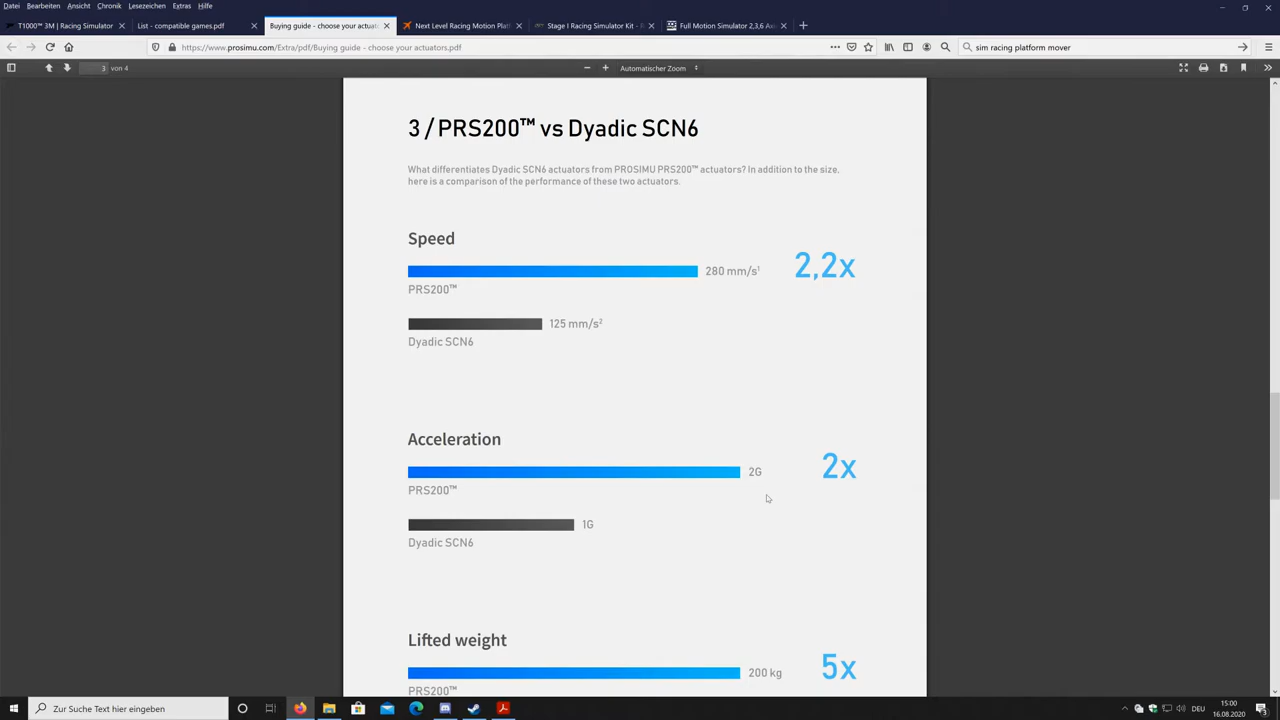 Datei Bearbeiten Ansicht Chronik Lesezeichen Extras Hilfe
T1000™ 3M | Racing Simulator
List - compatible games.pdf
Buying guide - choose your actuato
Next Level Racing Motion Platf
Stage I Racing Simulator Kit - R
Full Motion Simulator 2,3,6 Axi
https://www.prosimu.com/Extra/pdf/Buying guide - choose your actuators.pdf
sim racing platform mover
3 von 4
Automatischer Zoom
3 / PRS200™ vs Dyadic SCN6
What differentiates Dyadic SCN6 actuators from PROSIMU PRS200™ actuators? In addition to the size,
here is a comparison of the performance of these two actuators.
Speed
280 mm/s¹
2,2x
PRS200™
125 mm/s²
Dyadic SCN6
Acceleration
2G
2x
PRS200™
1G
Dyadic SCN6
Lifted weight
200 kg
5x
PRS200™
Zur Suche Text hier eingeben
DEU
15:00
16.08.2020
3